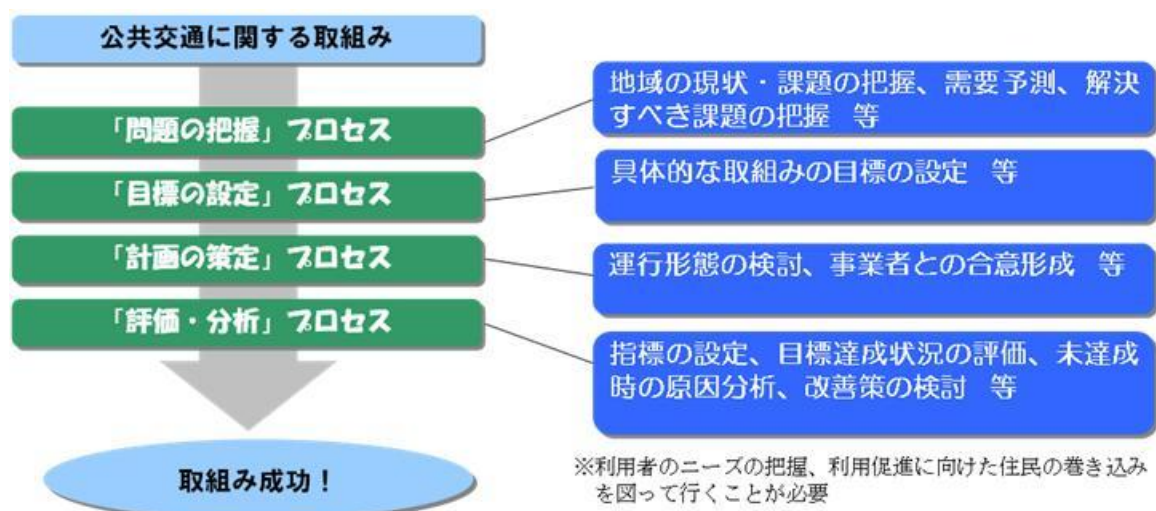 公共交通に関する取組み
「問題の把握」プロセス
地域の現状・課題の把握、需要予測、解決
すべき課題の把握　等
「目標の設定」プロセス
具体的な取組みの目標の設定　等
「計画の策定」プロセス
運行形態の検討、事業者との合意形成　等
「評価・分析」プロセス
指標の設定、目標達成状況の評価、未達成
時の原因分析、改善策の検討　等
取組み成功！
※利用者のニーズの把握、利用促進に向けた住民の巻き込み
を図って行くことが必要